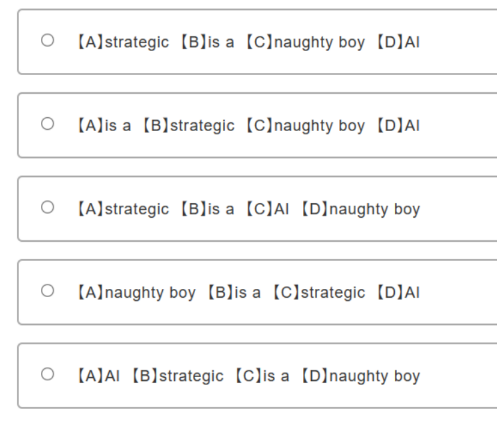 【A】strategic 【B】is a 【C】naughty boy 【D】AI
【A】is a 【B】strategic 【C】naughty boy 【D】AI
【A】strategic 【B】is a 【C】AI 【D】naughty boy
【A】naughty boy 【B】is a 【C】strategic 【D】AI
【A】AI 【B】strategic 【C】is a 【D】naughty boy